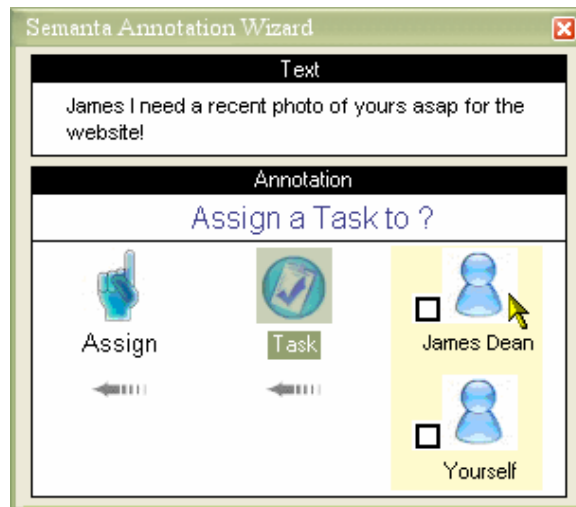 Semanta Annotation Wizard
Text
James I need a recent photo of yours asap for the
website!
Annotation
Assign a Task to ?
Assign
Task
James Dean
Yourself